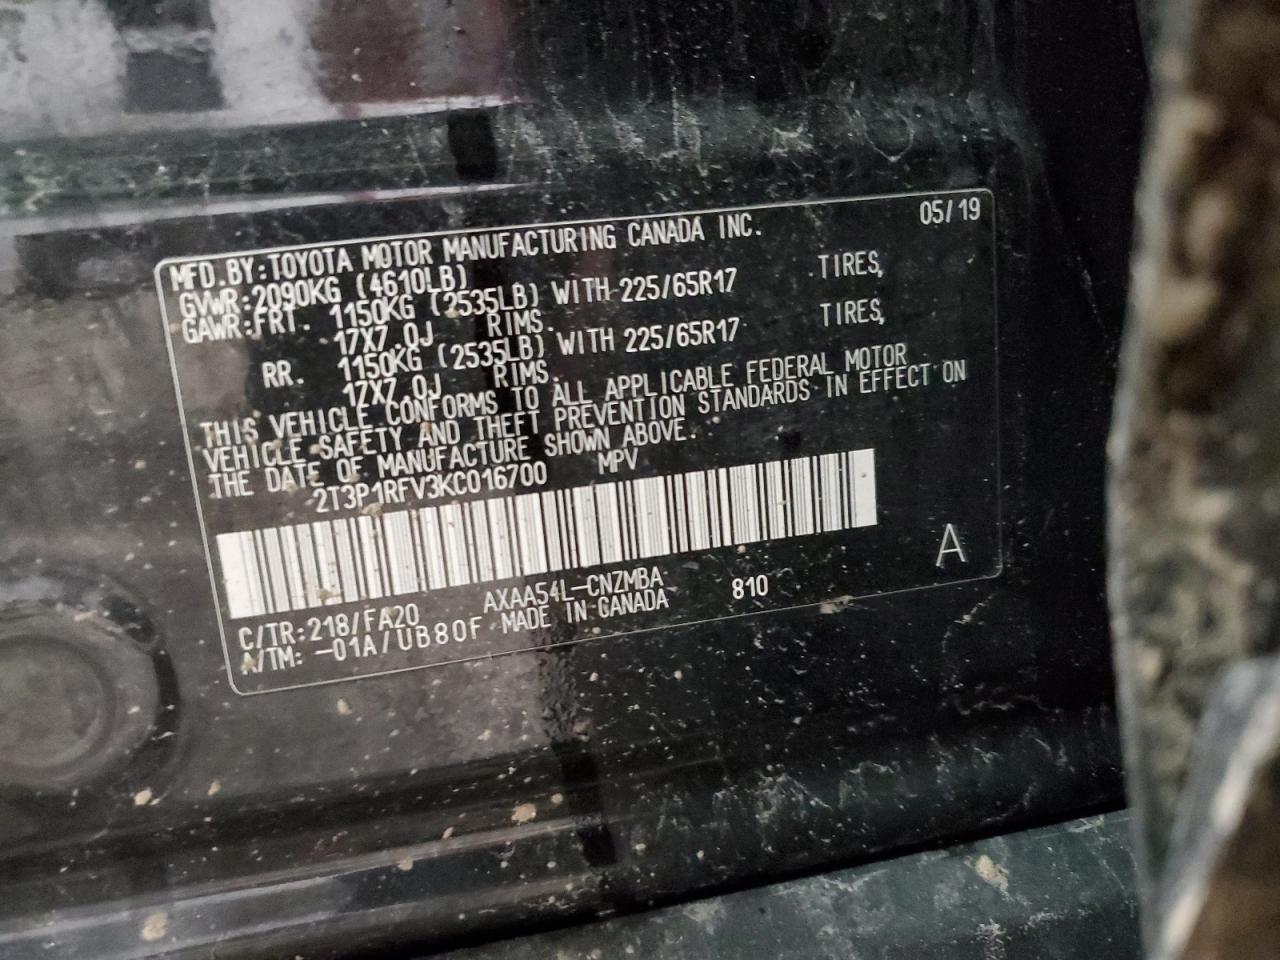 05/19
MFD.BY:TOYOTA MOTOR MANUFACTURING CANADA INC.
GVWR:2090KG (4610LB)
GAWR:FRT. 1150KG (2535LB) WITH 225/65R17 TIRES,
17X7.0J RIMS.
RR. 1150KG (2535LB) WITH 225/65R17 TIRES,
17X7.0J RIMS.
THIS VEHICLE CONFORMS TO ALL APPLICABLE FEDERAL MOTOR
VEHICLE SAFETY AND THEFT PREVENTION STANDARDS IN EFFECT ON
THE DATE OF MANUFACTURE SHOWN ABOVE.
2T3P1RFV3KC016700 MPV
A
C/TR:218/FA20 AXAA54L-CNZMBA 810
A/TM: -01A/UB80F MADE IN CANADA